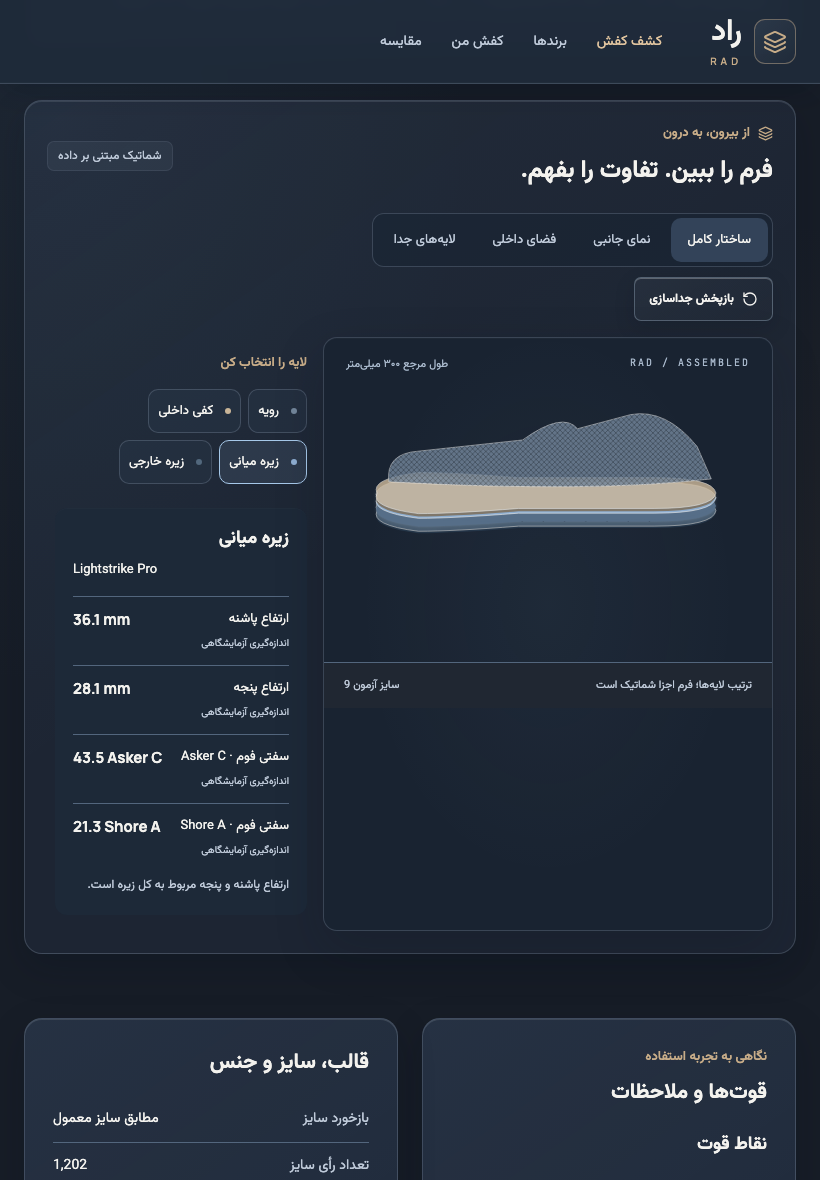 راد
RAD
کشف کفش
برندها
کفش من
مقایسه
از بیرون، به درون
فرم را ببین. تفاوت را بفهم.
شماتیک مبتنی بر داده
ساختار کامل
نمای جانبی
فضای داخلی
لایه‌های جدا
بازپخش جداسازی
RAD / ASSEMBLED
طول مرجع ۳۰۰ میلی‌متر
ترتیب لایه‌ها؛ فرم اجزا شماتیک است
سایز آزمون 9
لایه را انتخاب کن
رویه
کفی داخلی
زیره میانی
زیره خارجی
زیره میانی
Lightstrike Pro
ارتفاع پاشنه
36.1 mm
اندازه‌گیری آزمایشگاهی
ارتفاع پنجه
28.1 mm
اندازه‌گیری آزمایشگاهی
سفتی فوم · Asker C
43.5 Asker C
اندازه‌گیری آزمایشگاهی
سفتی فوم · Shore A
21.3 Shore A
اندازه‌گیری آزمایشگاهی
ارتفاع پاشنه و پنجه مربوط به کل زیره است.
نگاهی به تجربه استفاده
قوت‌ها و ملاحظات
نقاط قوت
قالب، سایز و جنس
بازخورد سایز
مطابق سایز معمول
تعداد رأی سایز
1,202